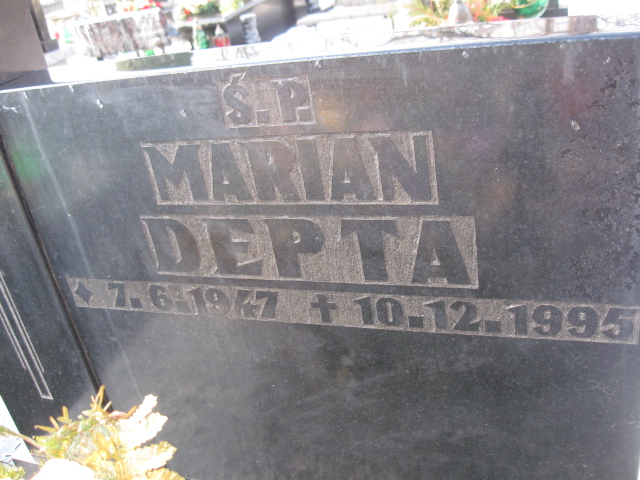 Ś.P.
MARIAN
DEPTA
✦ 7.6.1947 ✝ 10.12.1995